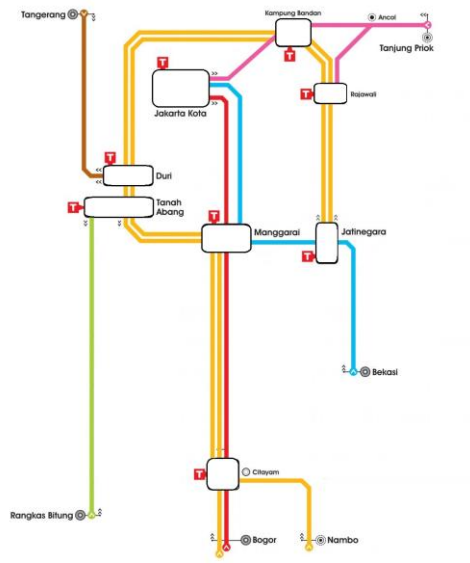 Tangerang
Kampung Bandan
Ancol
Tanjung Priok
T
T
Jakarta Kota
T
Rajawali
T
Duri
T
Tanah
Abang
T
Manggarai
Jatinegara
T
Bekasi
T
Citayam
Rangkas Bitung
Bogor
Nambo